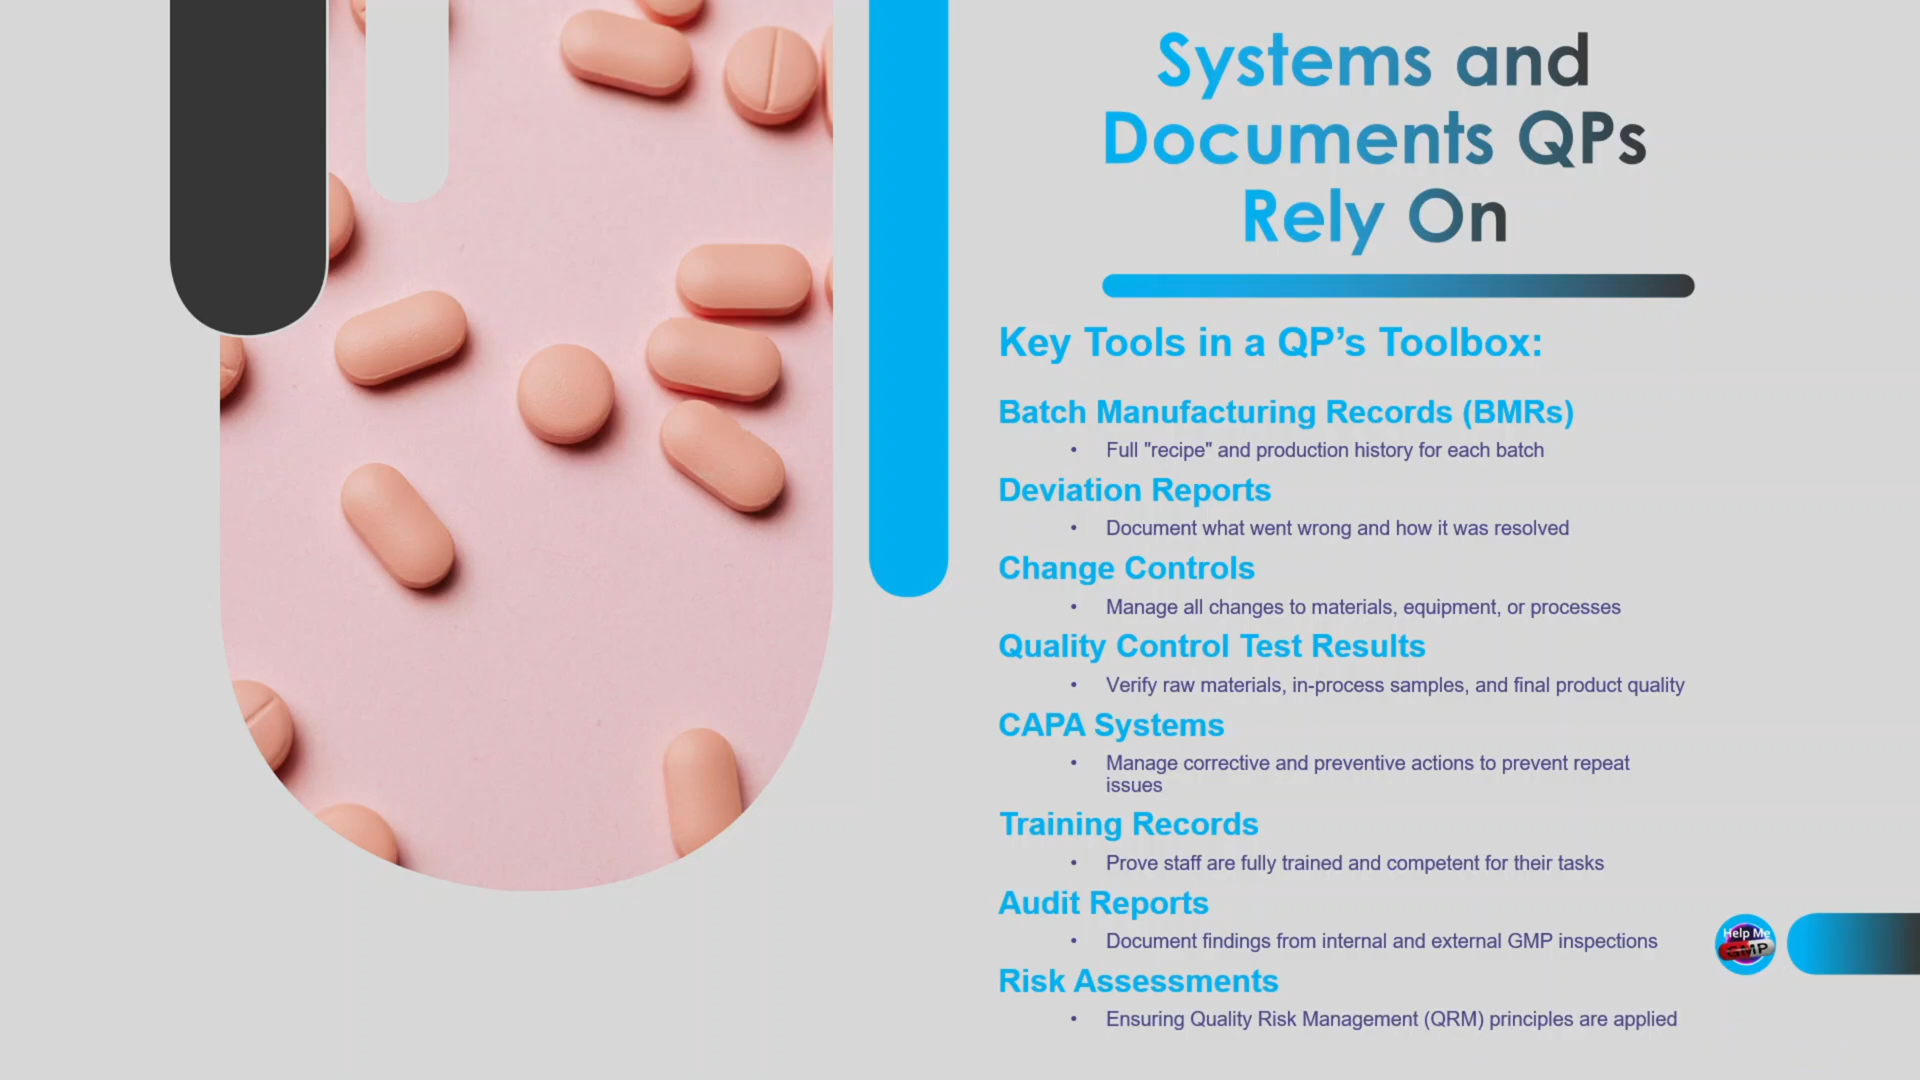 Systems and
Documents QPs
Rely On
Key Tools in a QP’s Toolbox:
Batch Manufacturing Records (BMRs)
• Full "recipe" and production history for each batch
Deviation Reports
• Document what went wrong and how it was resolved
Change Controls
• Manage all changes to materials, equipment, or processes
Quality Control Test Results
• Verify raw materials, in-process samples, and final product quality
CAPA Systems
• Manage corrective and preventive actions to prevent repeat
issues
Training Records
• Prove staff are fully trained and competent for their tasks
Audit Reports
• Document findings from internal and external GMP inspections
Risk Assessments
• Ensuring Quality Risk Management (QRM) principles are applied
Help Me
GMP